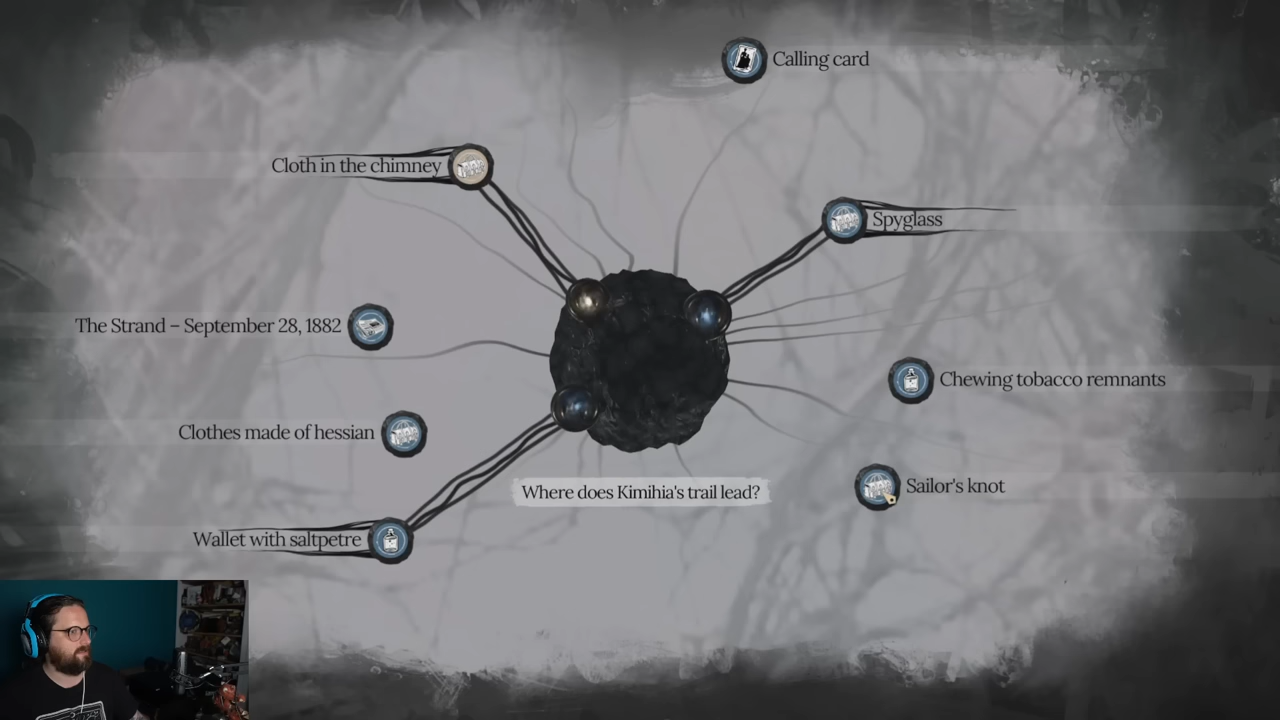 Calling card
Cloth in the chimney
Spyglass
The Strand – September 28, 1882
Chewing tobacco remnants
Clothes made of hessian
Sailor's knot
Where does Kimihia's trail lead?
Wallet with saltpetre